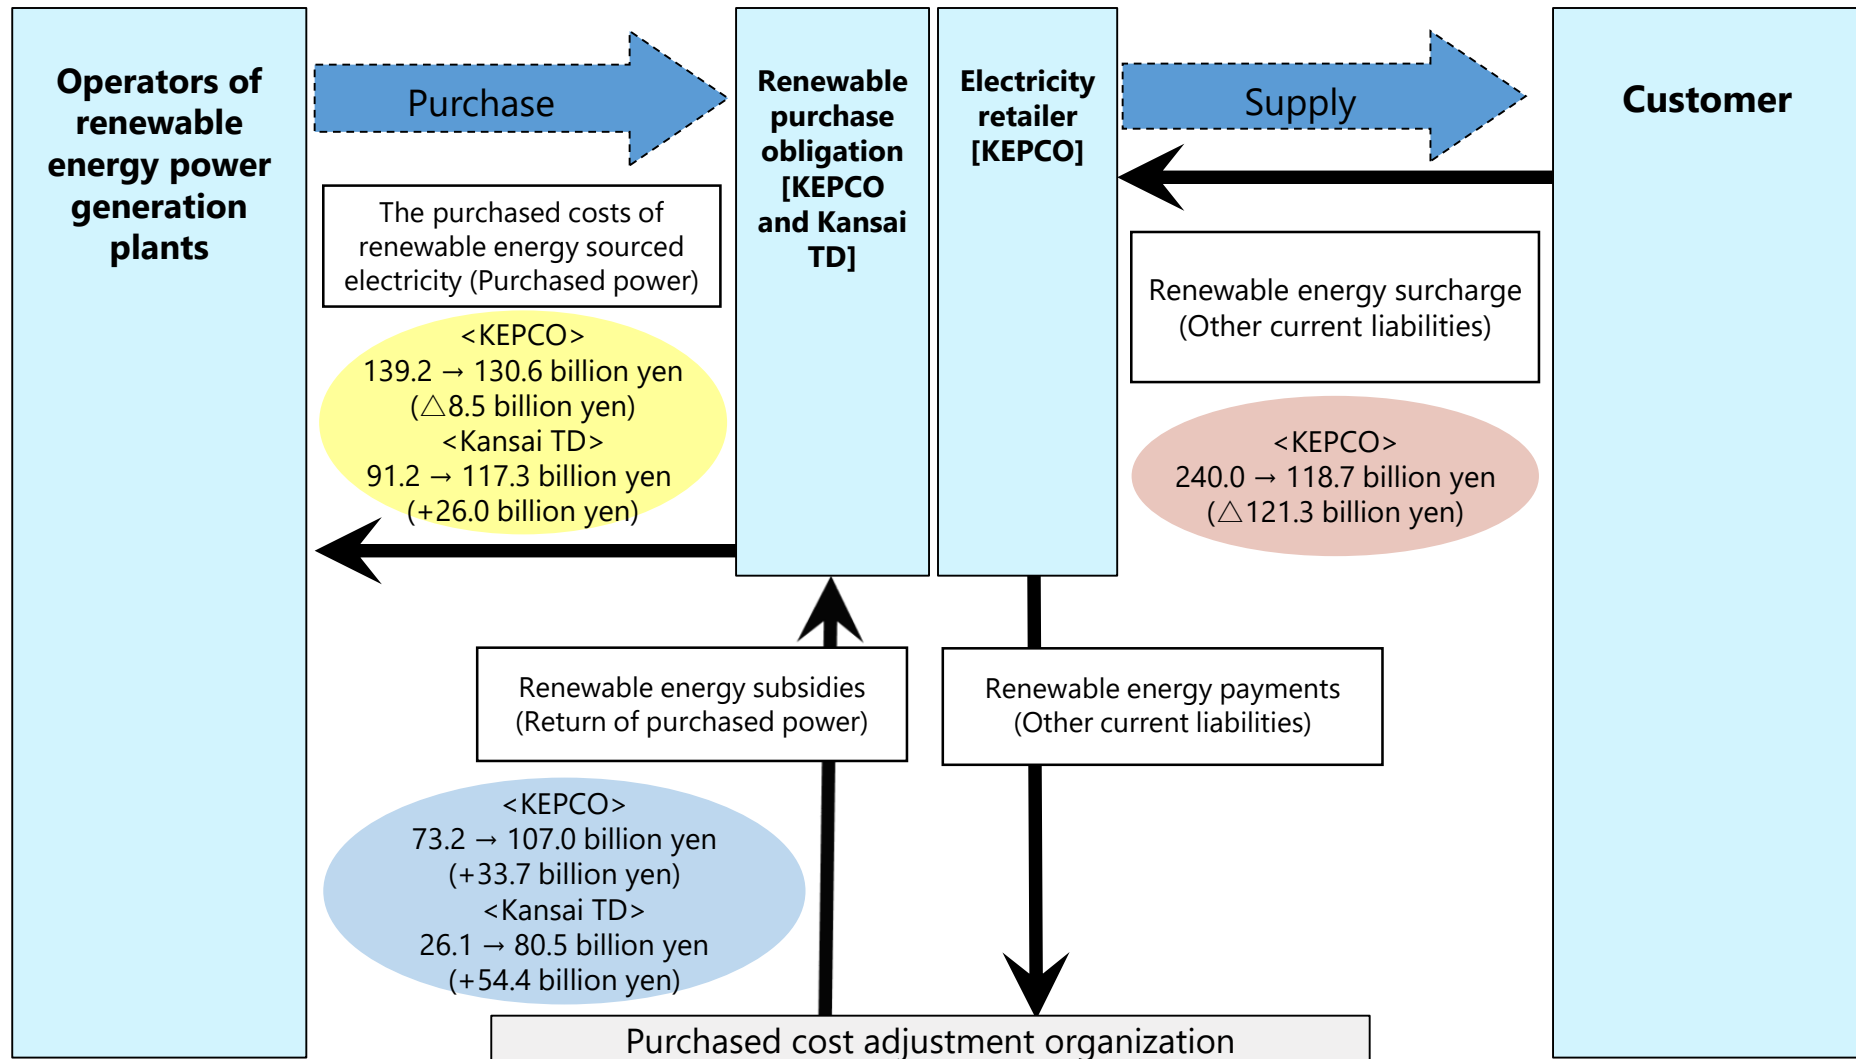 Operators of
renewable
energy power
generation
plants
Purchase
The purchased costs of
renewable energy sourced
electricity (Purchased power)
<KEPCO>
139.2 → 130.6 billion yen
(△8.5 billion yen)
<Kansai TD>
91.2 → 117.3 billion yen
(+26.0 billion yen)
Renewable
purchase
obligation
[KEPCO
and Kansai
TD]
Electricity
retailer
[KEPCO]
Supply
Customer
Renewable energy surcharge
(Other current liabilities)
<KEPCO>
240.0 → 118.7 billion yen
(△121.3 billion yen)
Renewable energy subsidies
(Return of purchased power)
<KEPCO>
73.2 → 107.0 billion yen
(+33.7 billion yen)
<Kansai TD>
26.1 → 80.5 billion yen
(+54.4 billion yen)
Renewable energy payments
(Other current liabilities)
Purchased cost adjustment organization